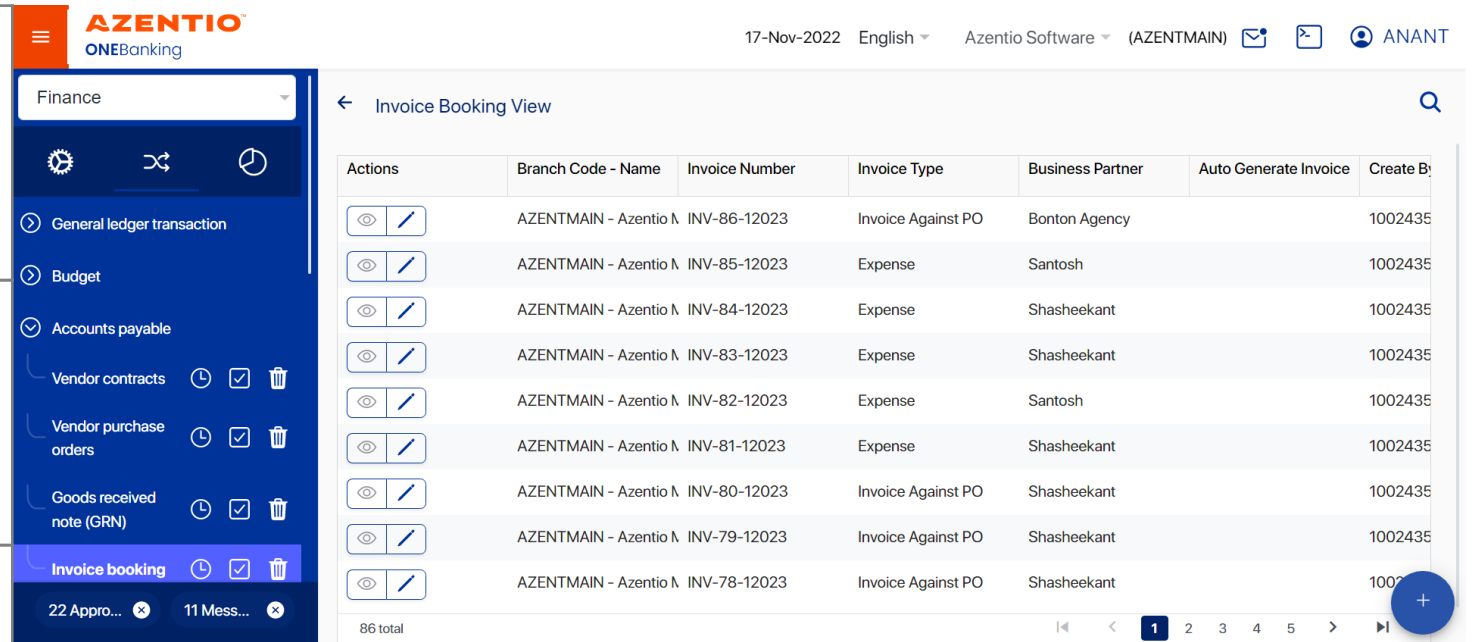 AZENTIO
ONEBanking
17-Nov-2022 English Azentio Software (AZENTMAIN) ANANT
Finance
General ledger transaction
Budget
Accounts payable
Vendor contracts
Vendor purchase
orders
Goods received
note (GRN)
Invoice booking
22 Appro... 11 Mess...
Invoice Booking View
Actions Branch Code - Name Invoice Number Invoice Type Business Partner Auto Generate Invoice Create By
AZENTMAIN - Azentio M INV-86-12023 Invoice Against PO Bonton Agency 1002435
AZENTMAIN - Azentio M INV-85-12023 Expense Santosh 1002435
AZENTMAIN - Azentio M INV-84-12023 Expense Shasheekant 1002435
AZENTMAIN - Azentio M INV-83-12023 Expense Shasheekant 1002435
AZENTMAIN - Azentio M INV-82-12023 Expense Santosh 1002435
AZENTMAIN - Azentio M INV-81-12023 Expense Shasheekant 1002435
AZENTMAIN - Azentio M INV-80-12023 Invoice Against PO Shasheekant 1002435
AZENTMAIN - Azentio M INV-79-12023 Invoice Against PO Shasheekant 1002435
AZENTMAIN - Azentio M INV-78-12023 Invoice Against PO Shasheekant
86 total 1 2 3 4 5